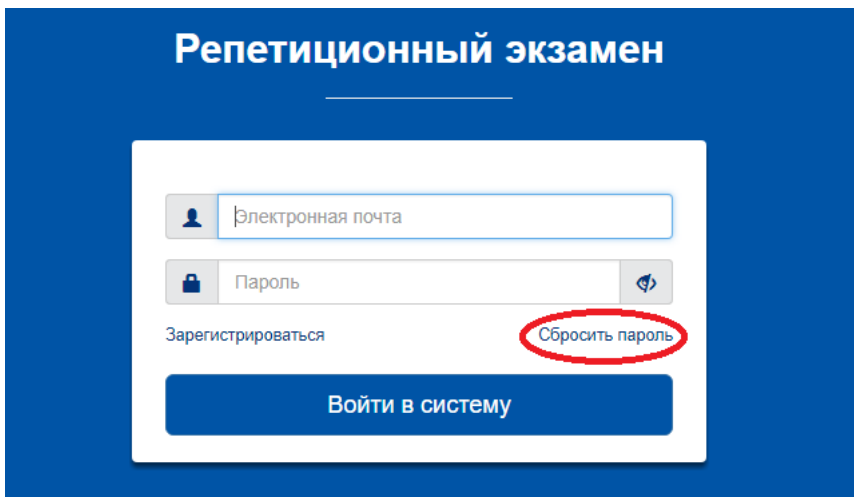 Репетиционный экзамен
Электронная почта
Пароль
Зарегистрироваться Сбросить пароль
Войти в систему